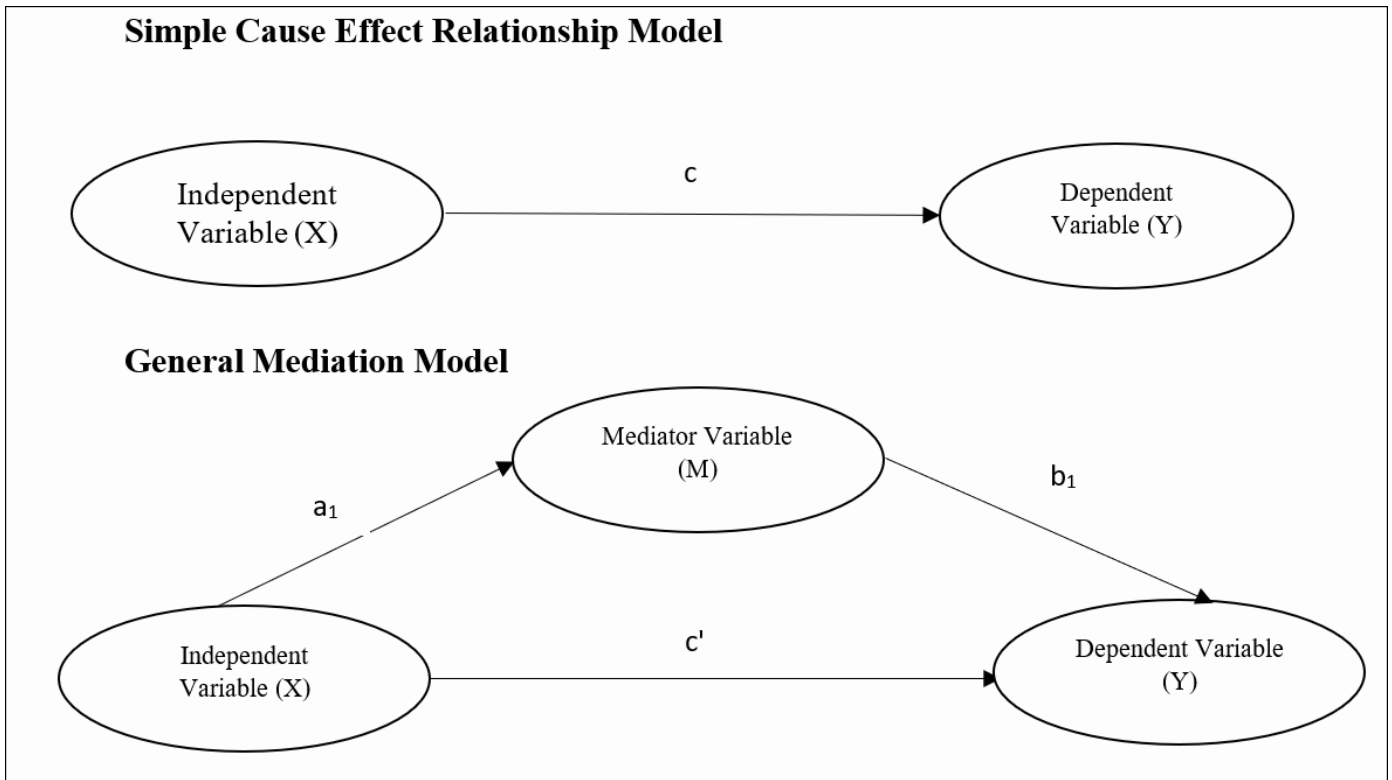 Simple Cause Effect Relationship Model
c
Independent
Variable (X)
Dependent
Variable (Y)
General Mediation Model
Mediator Variable
(M)
a₁
b₁
Independent
Variable (X)
c'
Dependent Variable
(Y)